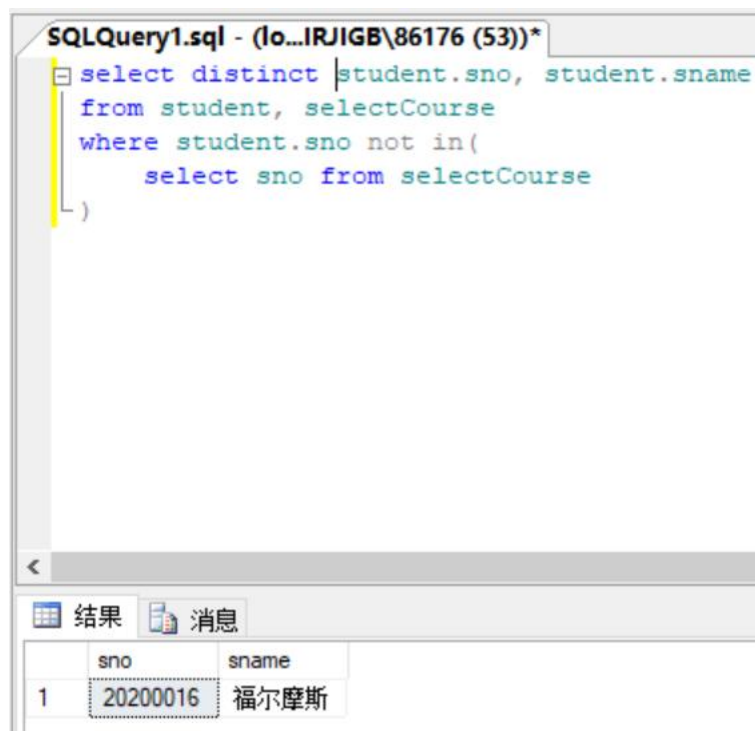 SQLQuery1.sql - (lo...IRJIGB\86176 (53))*
select distinct student.sno, student.sname
from student, selectCourse
where student.sno not in(
select sno from selectCourse
)
结果 消息
sno sname
1 20200016 福尔摩斯